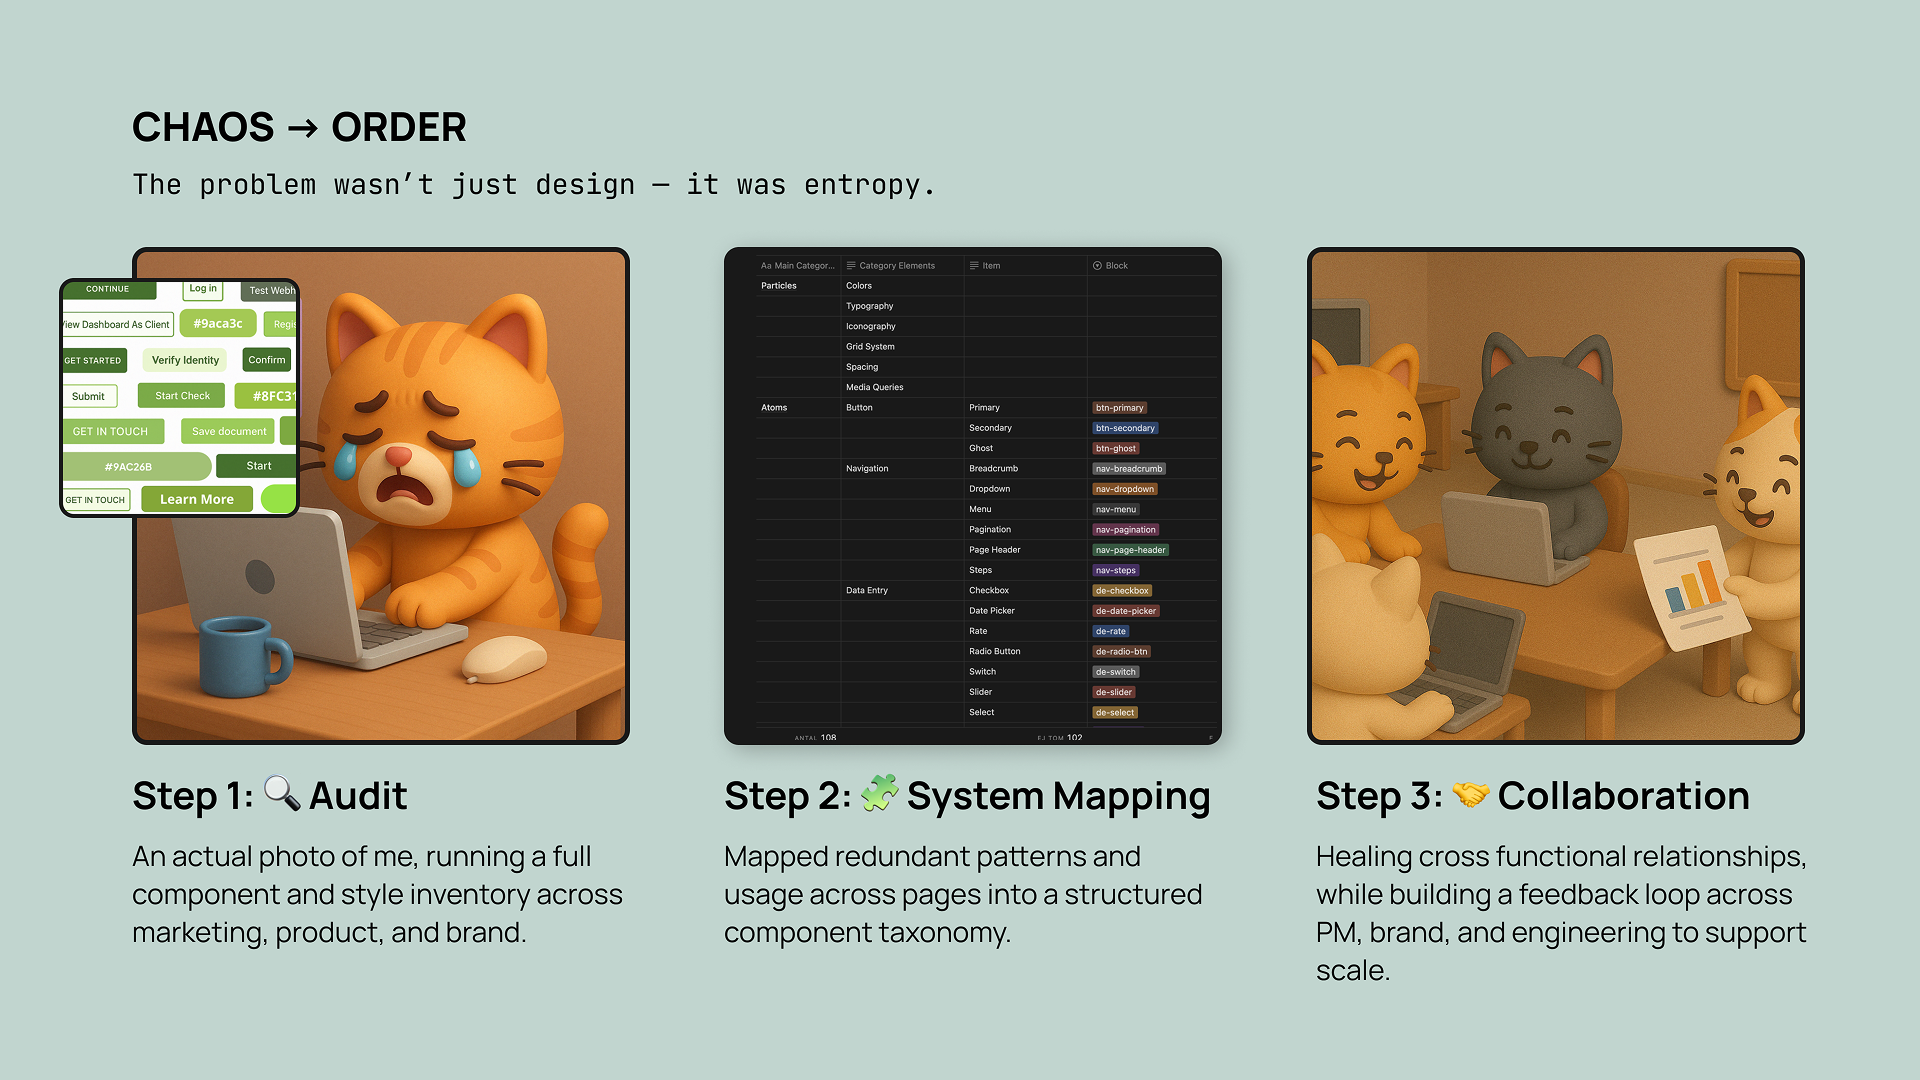 CHAOS → ORDER
The problem wasn’t just design — it was entropy.
CONTINUE
Log in
Test Webh
View Dashboard As Client
#9aca3c
Regis
GET STARTED
Verify Identity
Confirm
Submit
Start Check
#8FC31
GET IN TOUCH
Save document
#9AC26B
Start
GET IN TOUCH
Learn More
Step 1: 🔍 Audit
An actual photo of me, running a full
component and style inventory across
marketing, product, and brand.
Aa Main Categor... Category Elements Item Block
Particles Colors
Typography
Iconography
Grid System
Spacing
Media Queries
Atoms Button Primary btn-primary
Secondary btn-secondary
Ghost btn-ghost
Navigation Breadcrumb nav-breadcrumb
Dropdown nav-dropdown
Menu nav-menu
Pagination nav-pagination
Page Header nav-page-header
Steps nav-steps
Data Entry Checkbox de-checkbox
Date Picker de-date-picker
Rate de-rate
Radio Button de-radio-btn
Switch de-switch
Slider de-slider
Select de-select
ANTAL 108 EJ TOM 102
Step 2: 🧩 System Mapping
Mapped redundant patterns and
usage across pages into a structured
component taxonomy.
Step 3: 🤝 Collaboration
Healing cross functional relationships,
while building a feedback loop across
PM, brand, and engineering to support
scale.